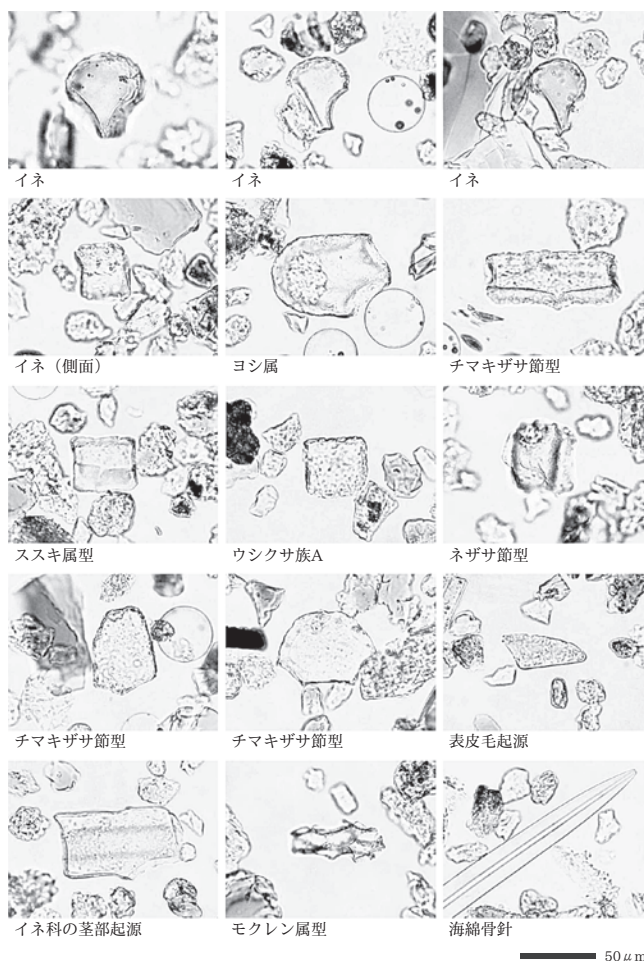 イネ
イネ
イネ
イネ（側面）
ヨシ属
チマキザサ節型
ススキ属型
ウシクサ族A
ネザサ節型
チマキザサ節型
チマキザサ節型
表皮毛起源
イネ科の茎部起源
モクレン属型
海綿骨針
50μm